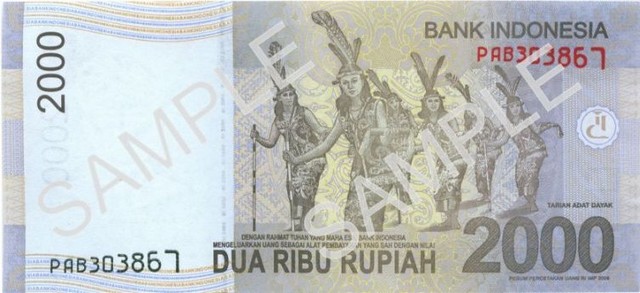 2000
BANK INDONESIA
PAB303867
SAMPLE
SAMPLE
TARIAN ADAT DAYAK
DENGAN RAHMAT TUHAN YANG MAHA ESA BANK INDONESIA
MENGELUARKAN UANG SEBAGAI ALAT PEMBAYARAN YANG SAH DENGAN NILAI
DUA RIBU RUPIAH
2000
PAB303867